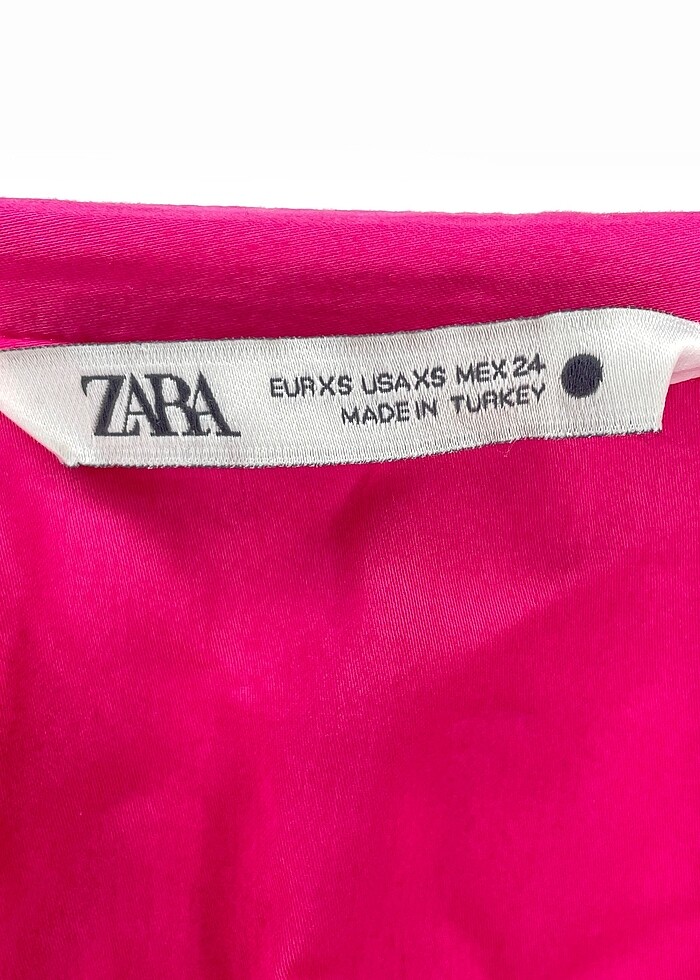 ZARA
EUR XS USA XS MEX 24
MADE IN TURKEY